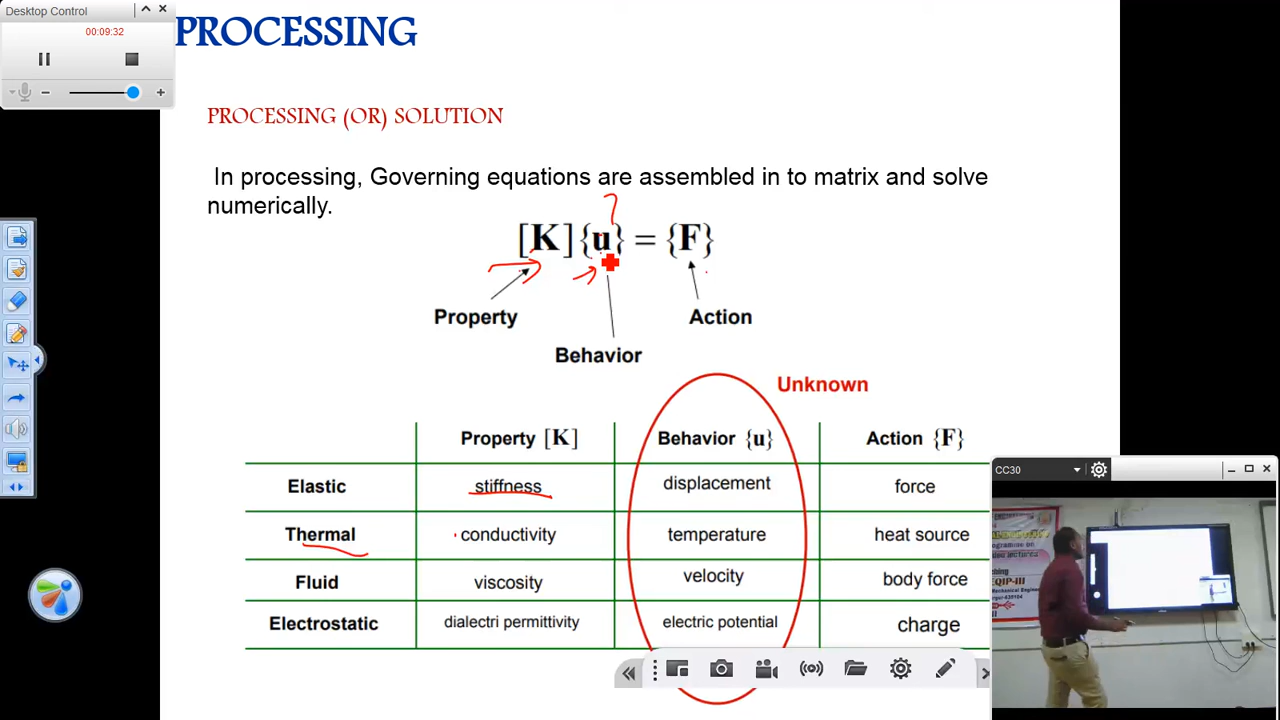 Desktop Control
00:09:32
PROCESSING
PROCESSING (OR) SOLUTION
In processing, Governing equations are assembled in to matrix and solve
numerically.
?
[K]{u} = {F}
Property
Action
Behavior
Unknown
Property [K] Behavior {u} Action {F}
Elastic stiffness displacement force
Thermal conductivity temperature heat source
Fluid viscosity velocity body force
Electrostatic dialectri permittivity electric potential charge
CC30
EQIP-III